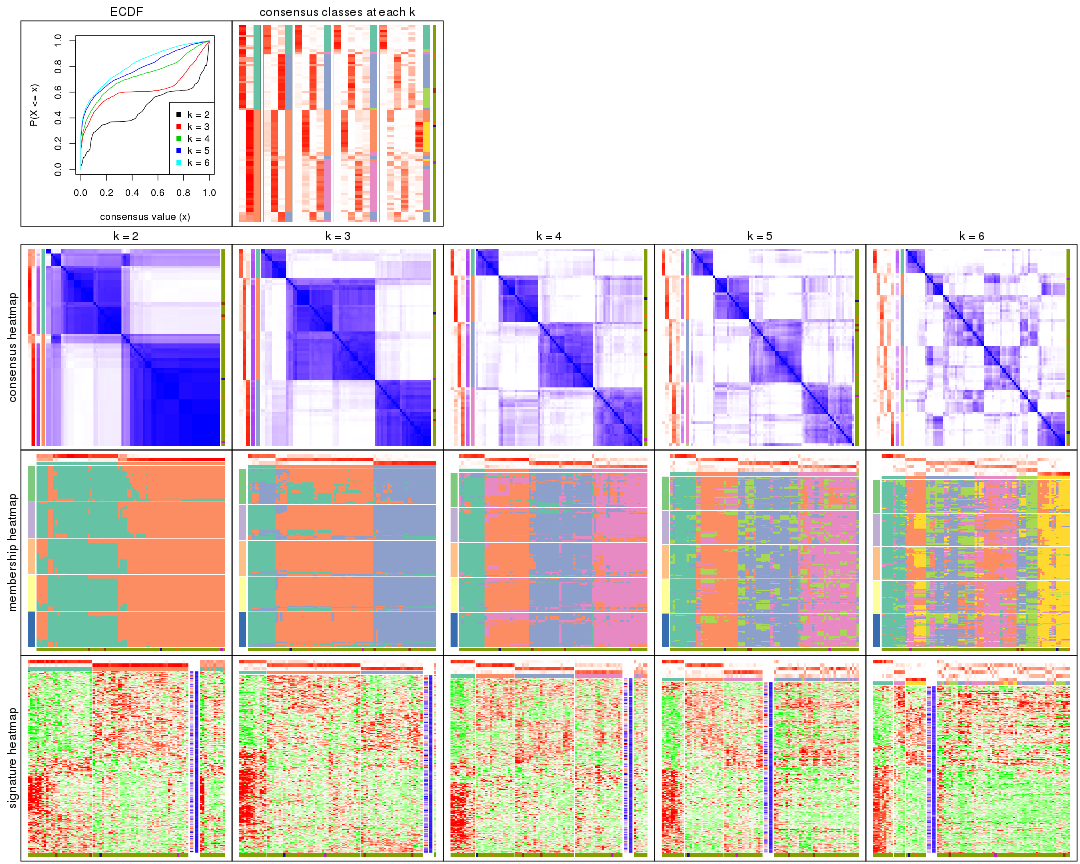 ECDF
consensus classes at each k
P(X <= x)
0.0 0.2 0.4 0.6 0.8 1.0
k = 2
k = 3
k = 4
k = 5
k = 6
0.0 0.2 0.4 0.6 0.8 1.0
consensus value (x)
k = 2 k = 3 k = 4 k = 5 k = 6
consensus heatmap
membership heatmap
signature heatmap